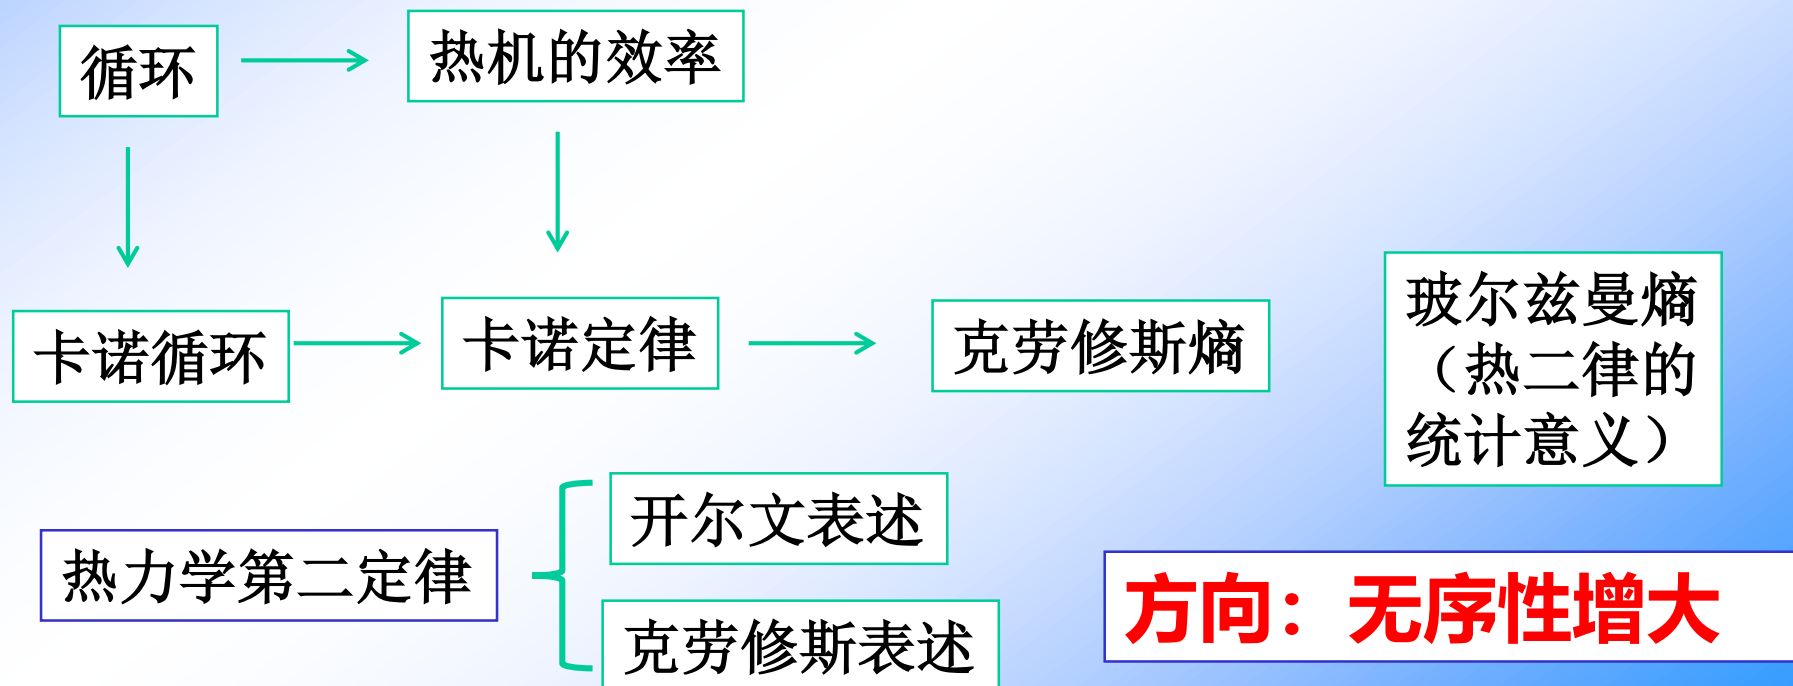 循环
热机的效率
卡诺循环
卡诺定律
克劳修斯熵
玻尔兹曼熵
（热二律的
统计意义）
热力学第二定律
开尔文表述
克劳修斯表述
方向：无序性增大